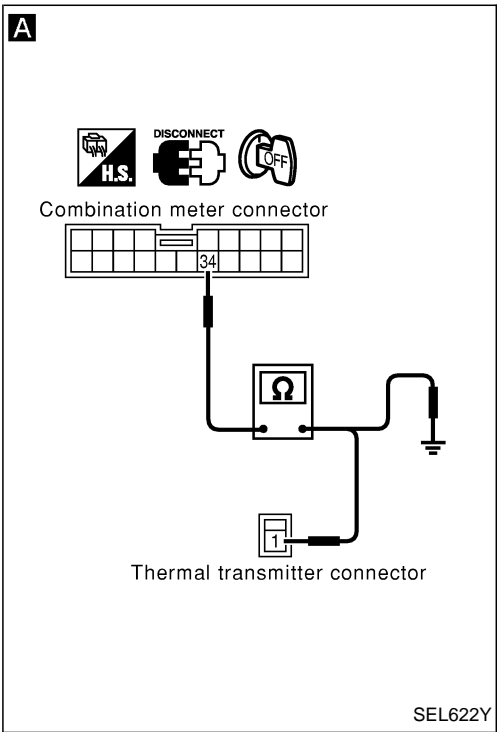 A
DISCONNECT
H.S.
OFF
Combination meter connector
34
Ω
1
Thermal transmitter connector
SEL622Y